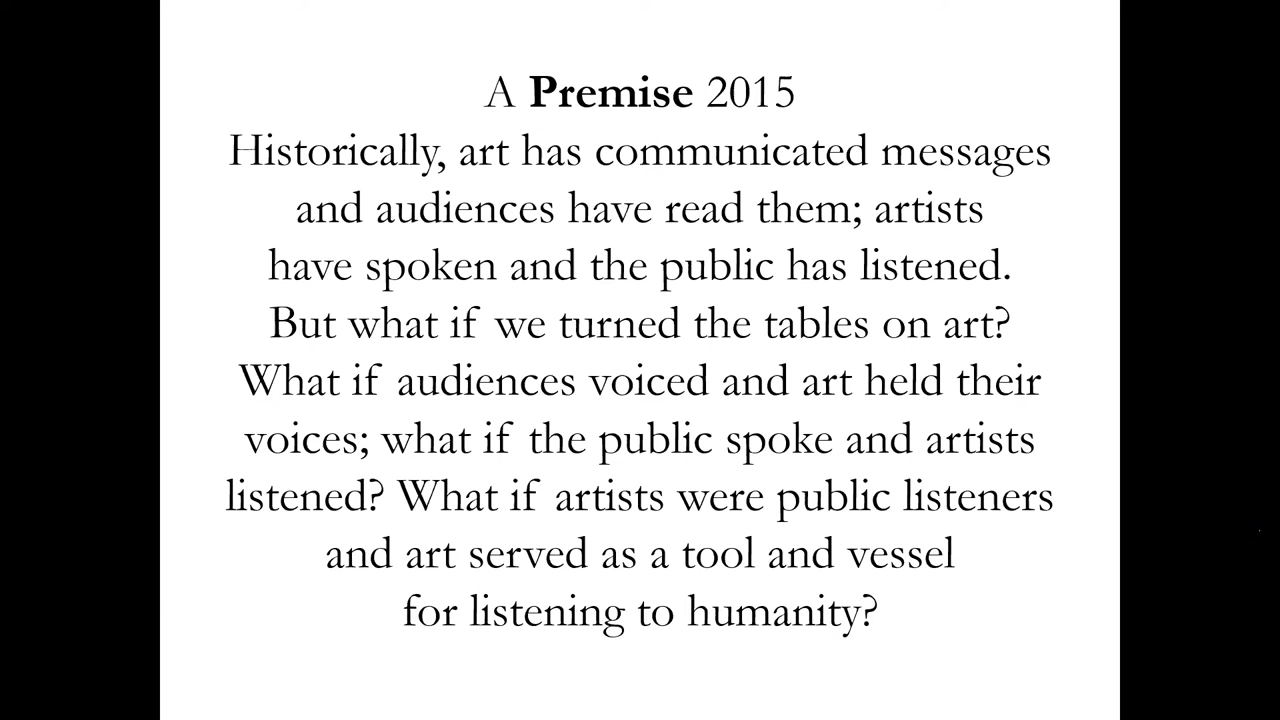 A Premise 2015
Historically, art has communicated messages
and audiences have read them; artists
have spoken and the public has listened.
But what if we turned the tables on art?
What if audiences voiced and art held their
voices; what if the public spoke and artists
listened? What if artists were public listeners
and art served as a tool and vessel
for listening to humanity?